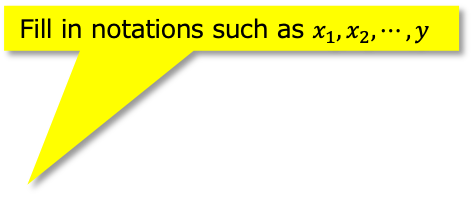 Fill in notations such as x₁, x₂, ⋯ , y